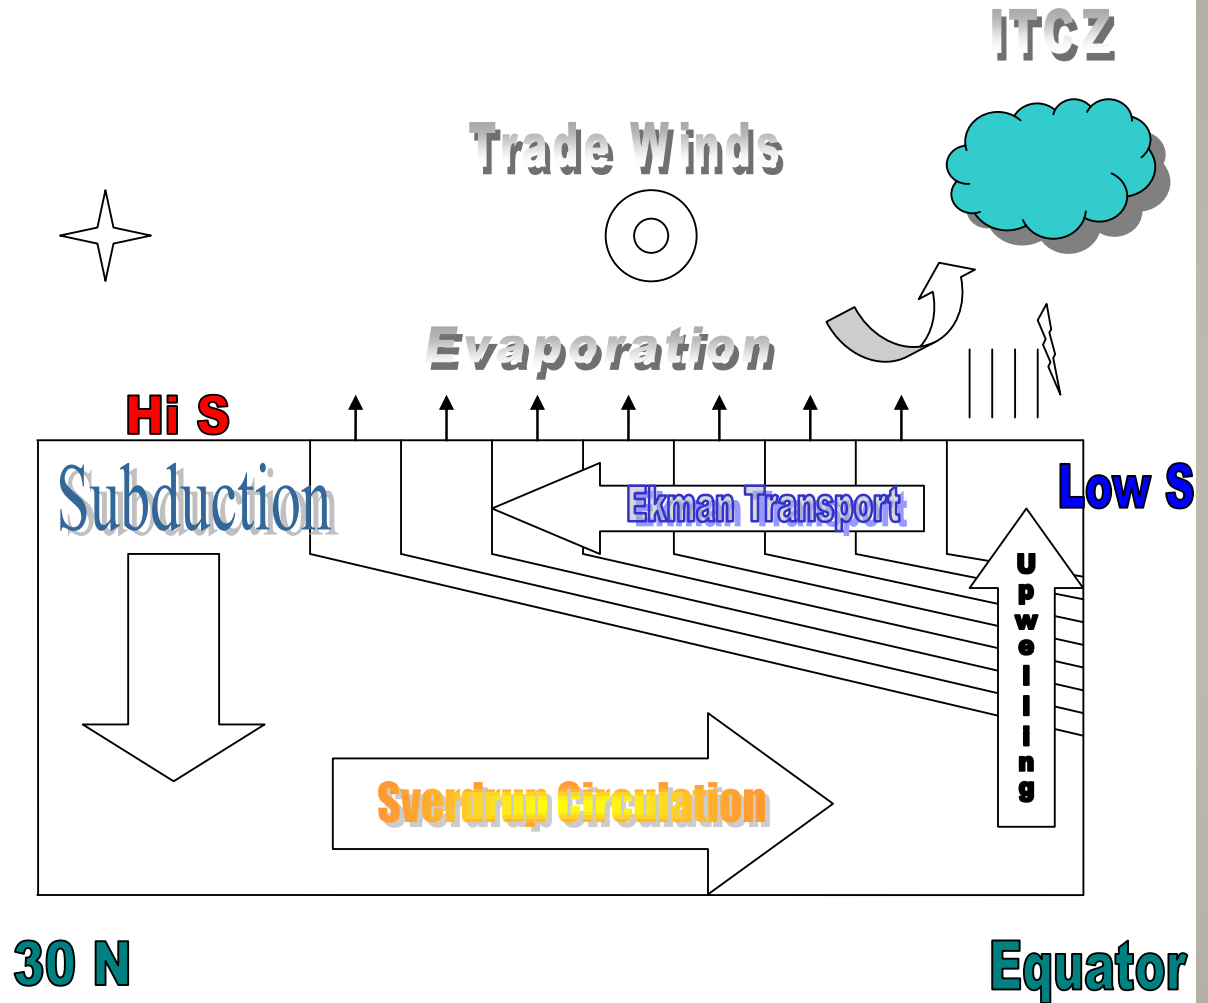 ITCZ
Trade Winds
Evaporation
Hi S
Subduction
Ekman Transport
Low S
Upwelling
Sverdrup Circulation
30 N
Equator